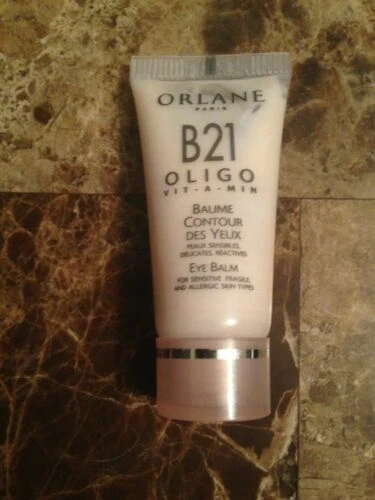 ORLANE
PARIS
B21
OLIGO
VIT-A-MIN
BAUME
CONTOUR
DES YEUX
PEAUX SENSIBLES,
DÉLICATES, RÉACTIVES
EYE BALM
FOR SENSITIVE FRAGILE,
AND ALLERGIC SKIN TYPES